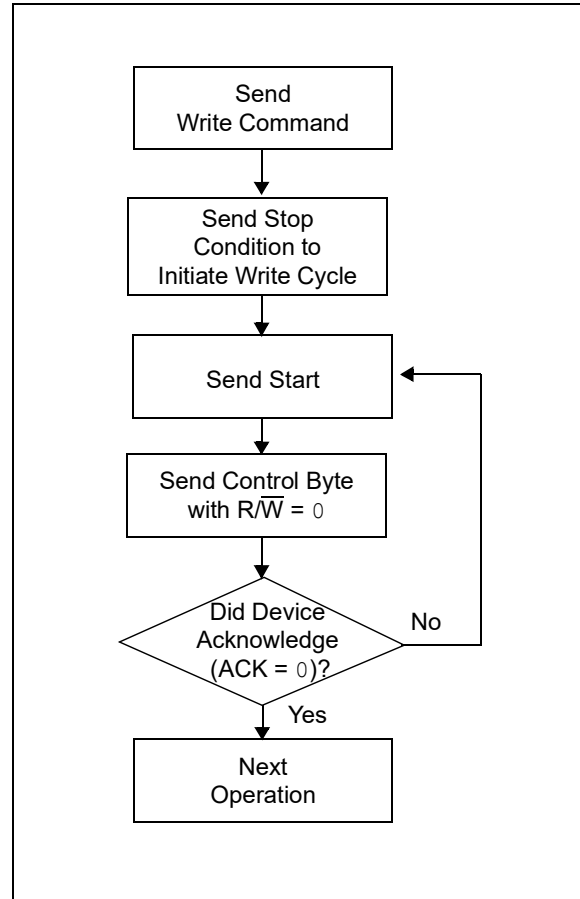 Send
Write Command
Send Stop
Condition to
Initiate Write Cycle
Send Start
Send Control Byte
with R/W̅ = 0
Did Device
Acknowledge
(ACK = 0)?
No
Yes
Next
Operation